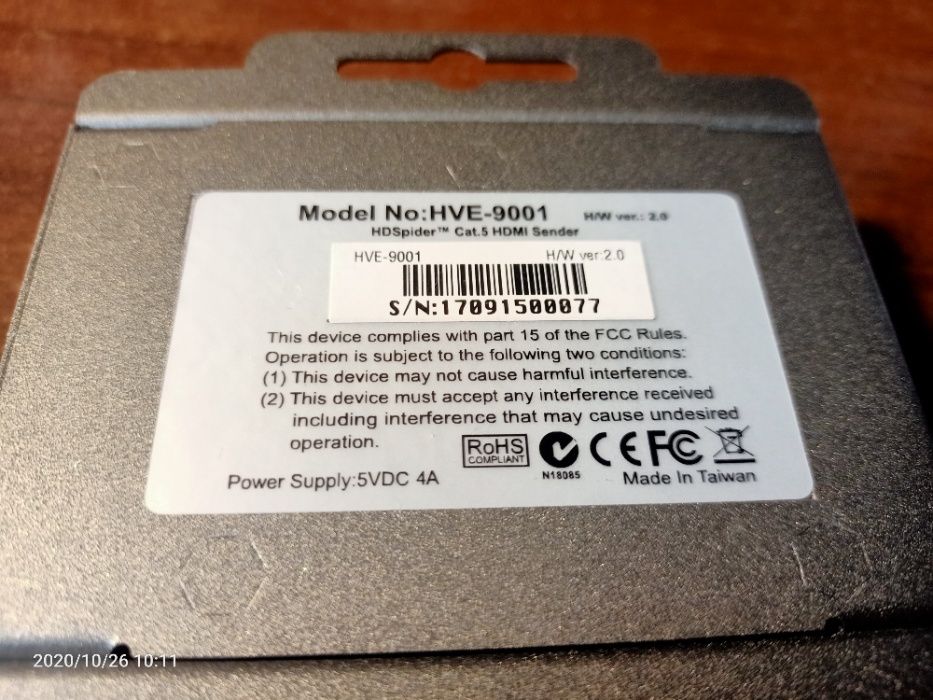 Model No:HVE-9001 H/W ver.: 2.0
HDSpider™ Cat.5 HDMI Sender
HVE-9001 H/W ver:2.0
S/N:17091500077
This device complies with part 15 of the FCC Rules.
Operation is subject to the following two conditions:
(1) This device may not cause harmful interference.
(2) This device must accept any interference received
including interference that may cause undesired
operation.
RoHS
COMPLIANT
CE FC
N18085
Power Supply:5VDC 4A
Made In Taiwan
2020/10/26 10:11